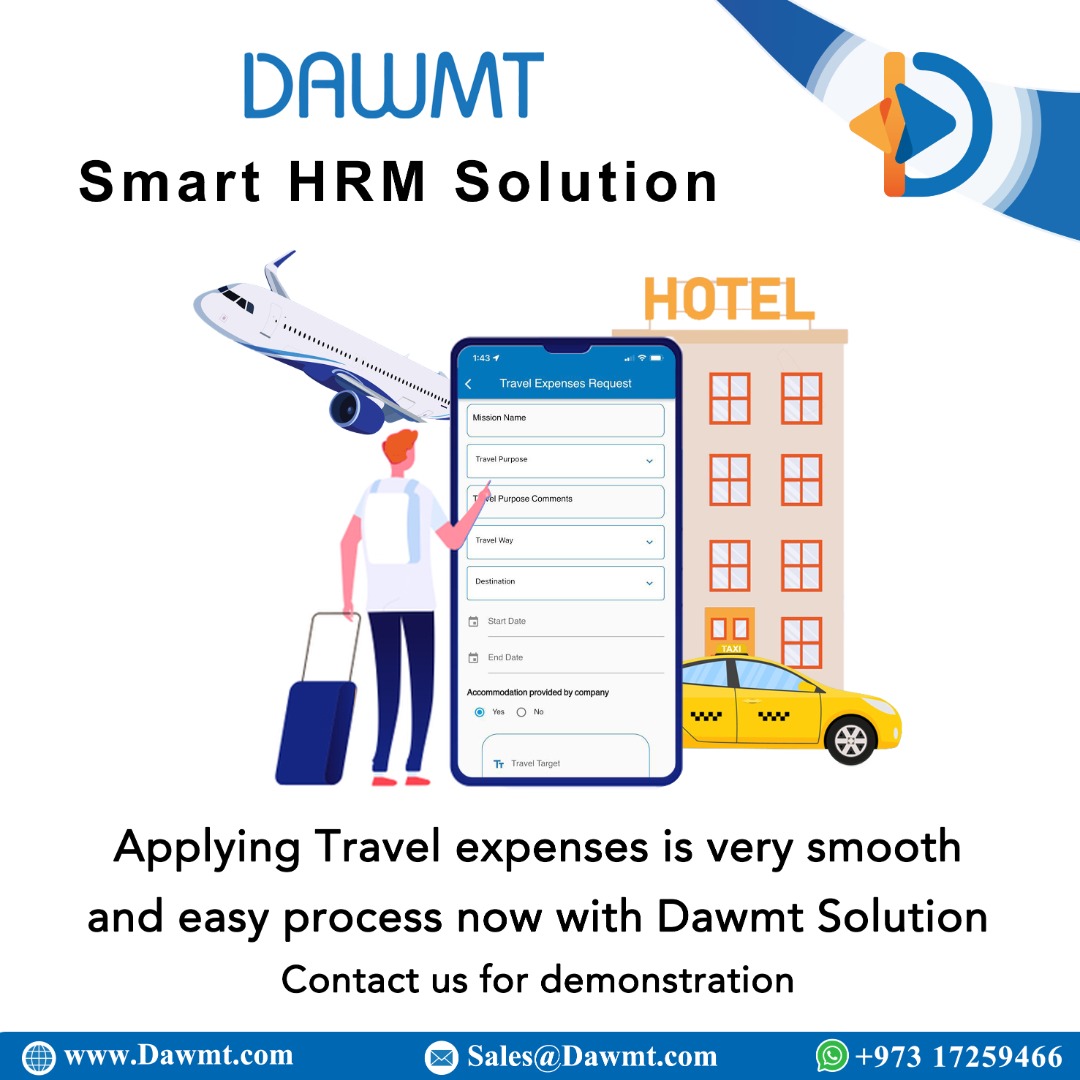 DAWMT
Smart HRM Solution
HOTEL
1:43
Travel Expenses Request
Mission Name
Travel Purpose
Travel Purpose Comments
Travel Way
Destination
Start Date
End Date
Accommodation provided by company
Yes No
TT Travel Target
TAXI
Applying Travel expenses is very smooth
and easy process now with Dawmt Solution
Contact us for demonstration
www.Dawmt.com Sales@Dawmt.com +973 17259466